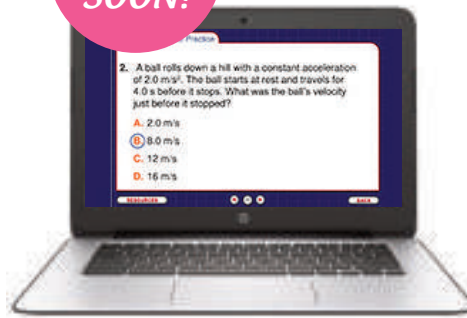 SOON!
Practice
2. A ball rolls down a hill with a constant acceleration
of 2.0 m/s². The ball starts at rest and travels for
4.0 s before it stops. What was the ball's velocity
just before it stopped?
A. 2.0 m/s
B. 8.0 m/s
C. 12 m/s
D. 16 m/s
RESOURCES
BACK